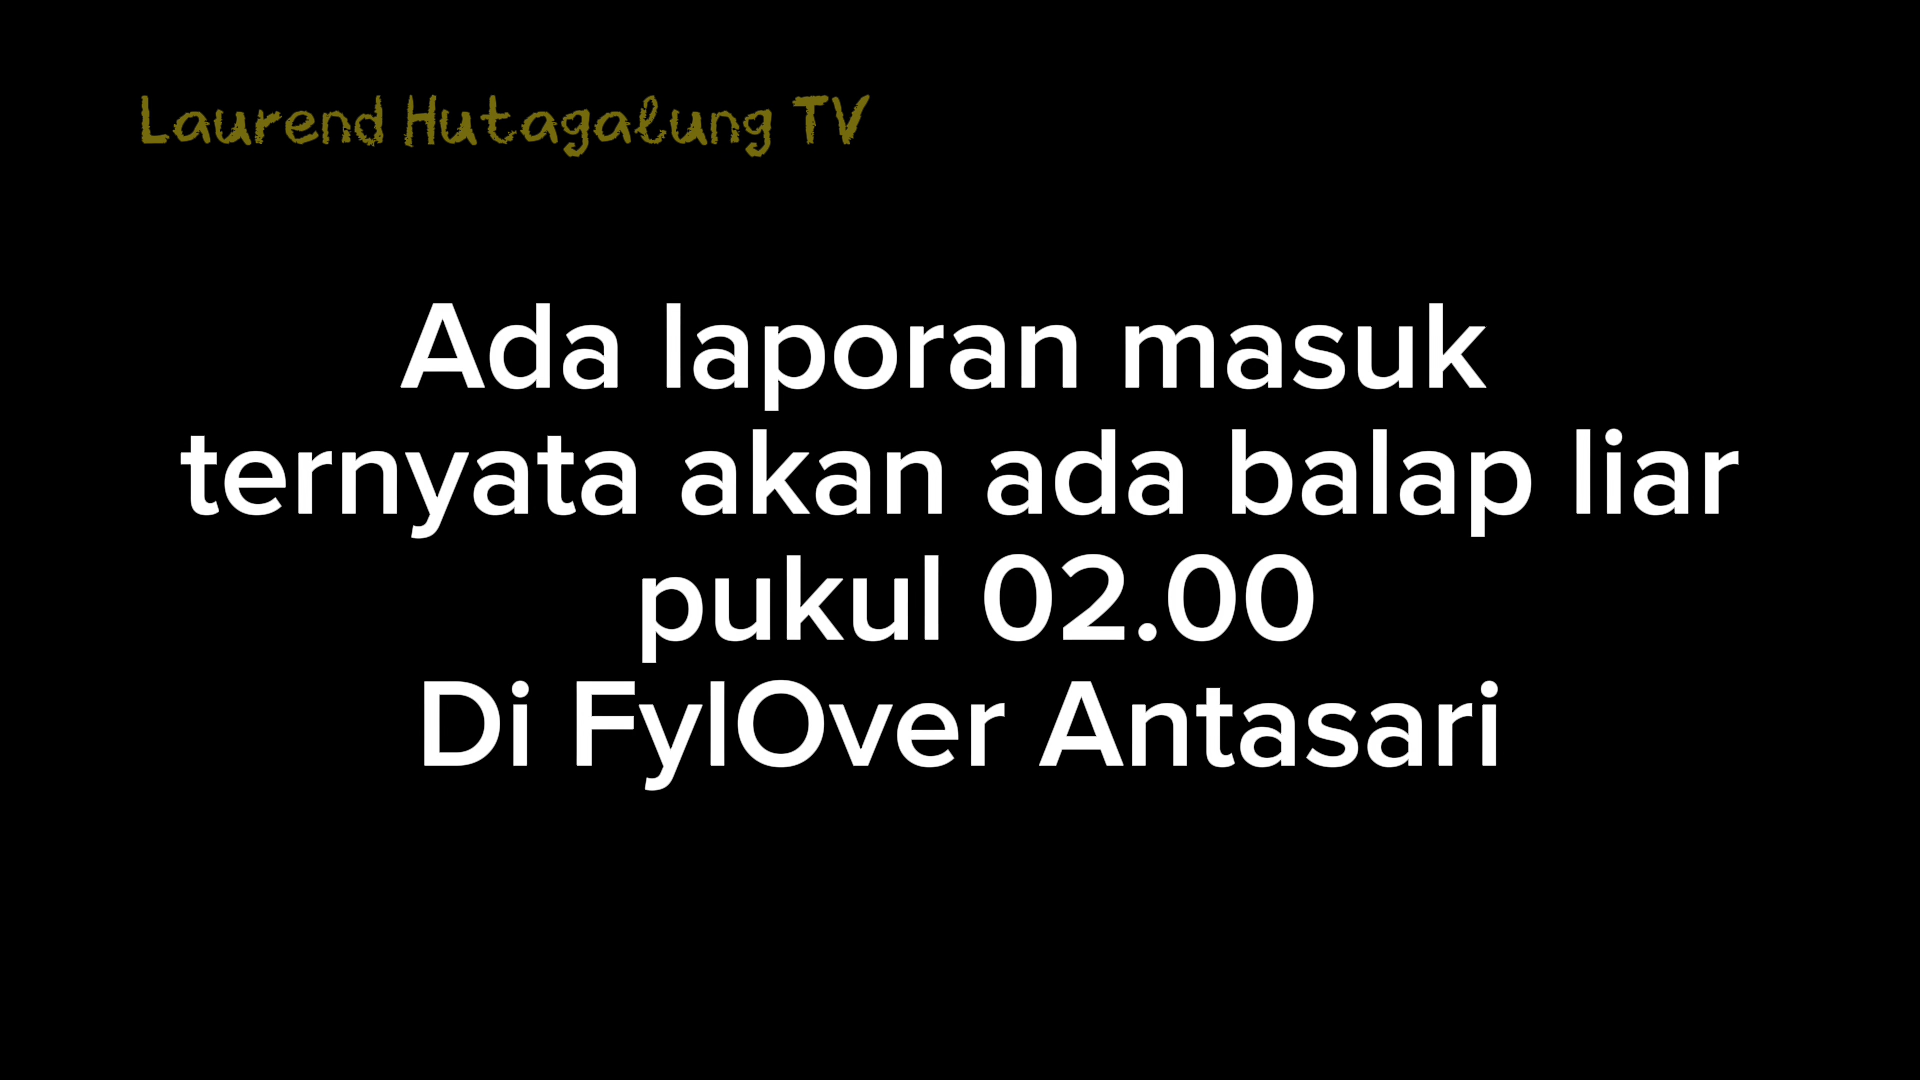 Laurend Hutagalung TV
Ada laporan masuk
ternyata akan ada balap liar
pukul 02.00
Di FylOver Antasari